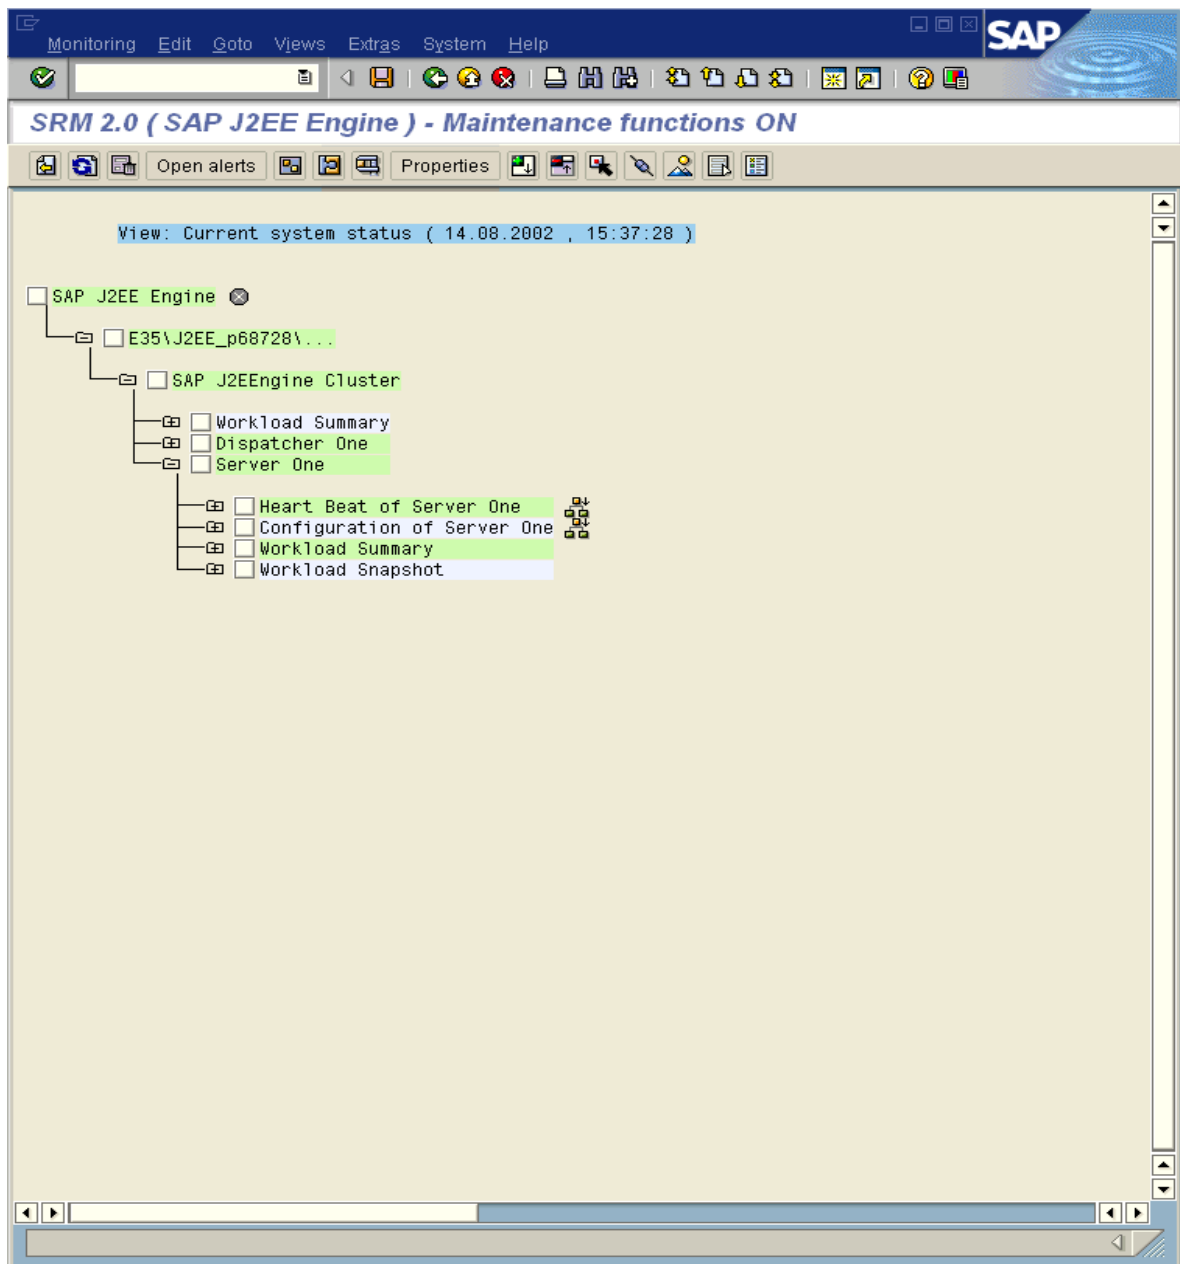 Monitoring Edit Goto Views Extras System Help
SAP
SRM 2.0 ( SAP J2EE Engine ) - Maintenance functions ON
Open alerts Properties
View: Current system status ( 14.08.2002 , 15:37:28 )
SAP J2EE Engine
E35\J2EE_p68728\...
SAP J2EEngine Cluster
Workload Summary
Dispatcher One
Server One
Heart Beat of Server One
Configuration of Server One
Workload Summary
Workload Snapshot